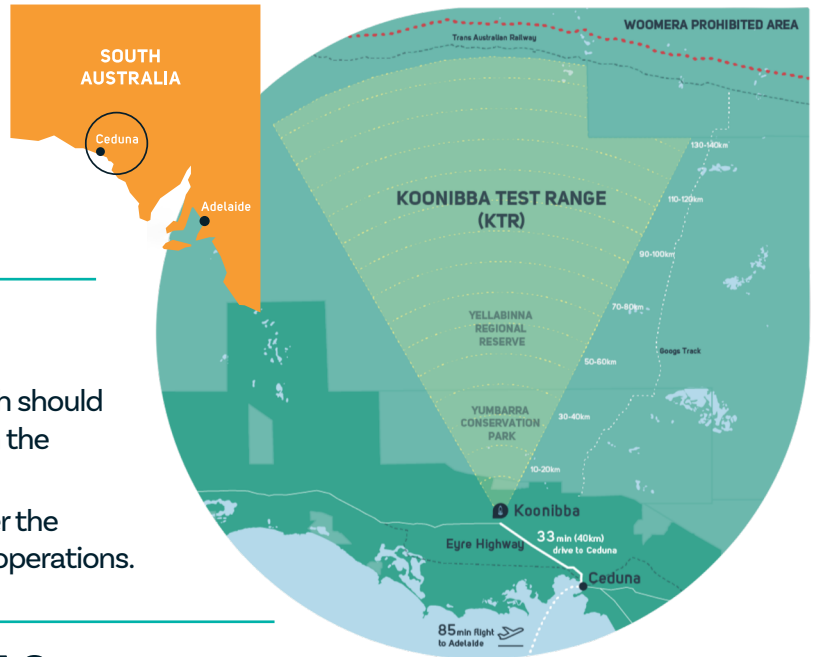 SOUTH
AUSTRALIA
Ceduna
Adelaide
WOOMERA PROHIBITED AREA
Trans Australian Railway
130-140km
KOONIBBA TEST RANGE
(KTR)
110-120km
90-100km
70-80km
YELLABINNA
REGIONAL
RESERVE
Googs Track
50-60km
YUMBARRA
CONSERVATION
PARK
30-40km
10-20km
Koonibba
33 min (40km)
drive to Ceduna
Eyre Highway
Ceduna
85 min flight
to Adelaide
should
the
the
operations.